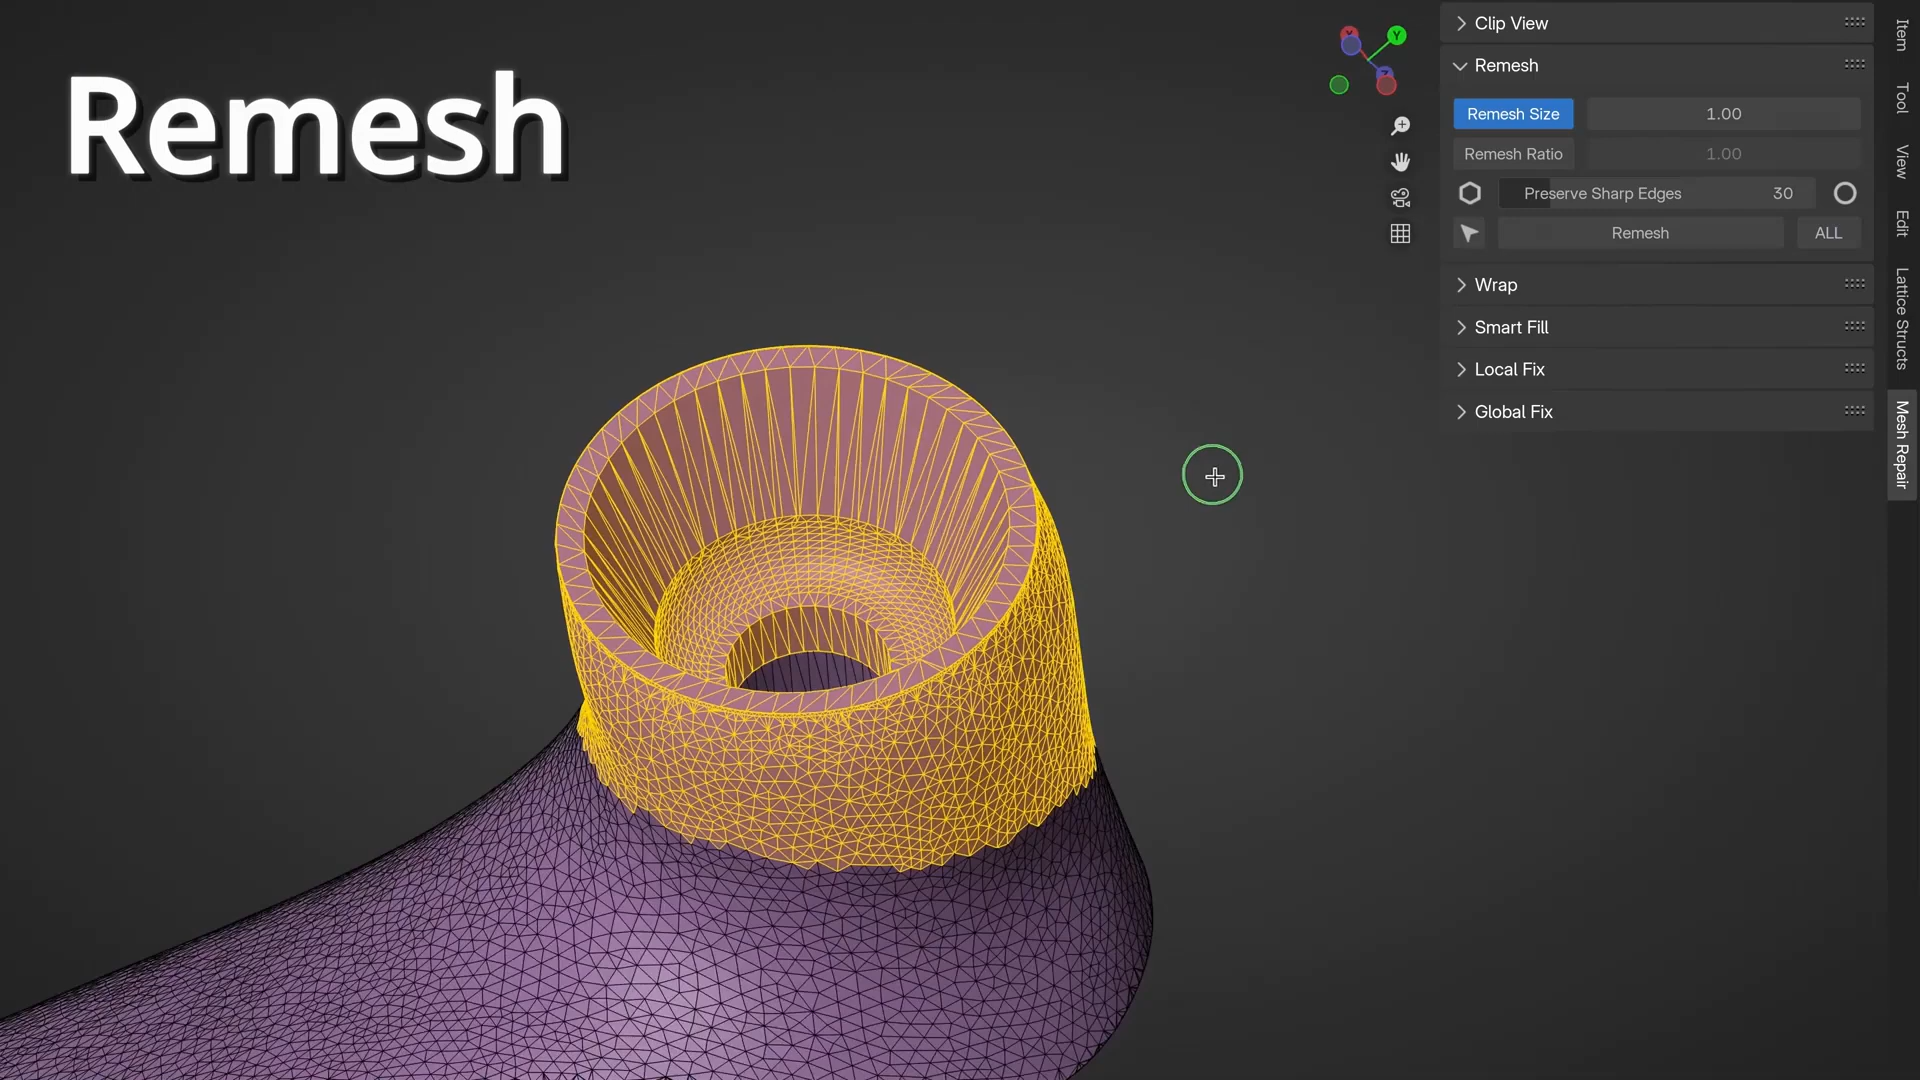 Remesh
Y
Clip View
Remesh
Remesh Size 1.00
Remesh Ratio 1.00
Preserve Sharp Edges 30
Remesh ALL
Wrap
Smart Fill
Local Fix
Global Fix
Item
Tool
View
Edit
Lattice Structs
Mesh Repair